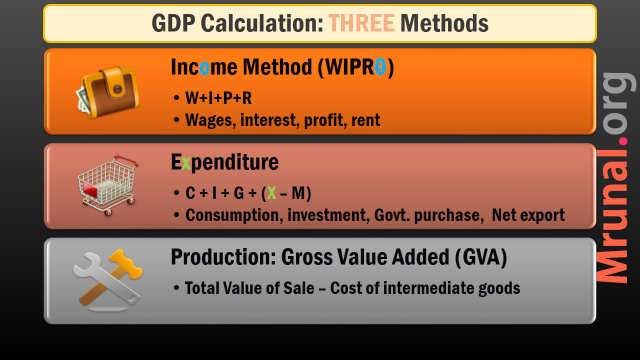 GDP Calculation: THREE Methods
Income Method (WIPRO)
• W+I+P+R
• Wages, interest, profit, rent
Expenditure
• C + I + G + (X – M)
• Consumption, investment, Govt. purchase, Net export
Production: Gross Value Added (GVA)
• Total Value of Sale – Cost of intermediate goods
Mrunal.org